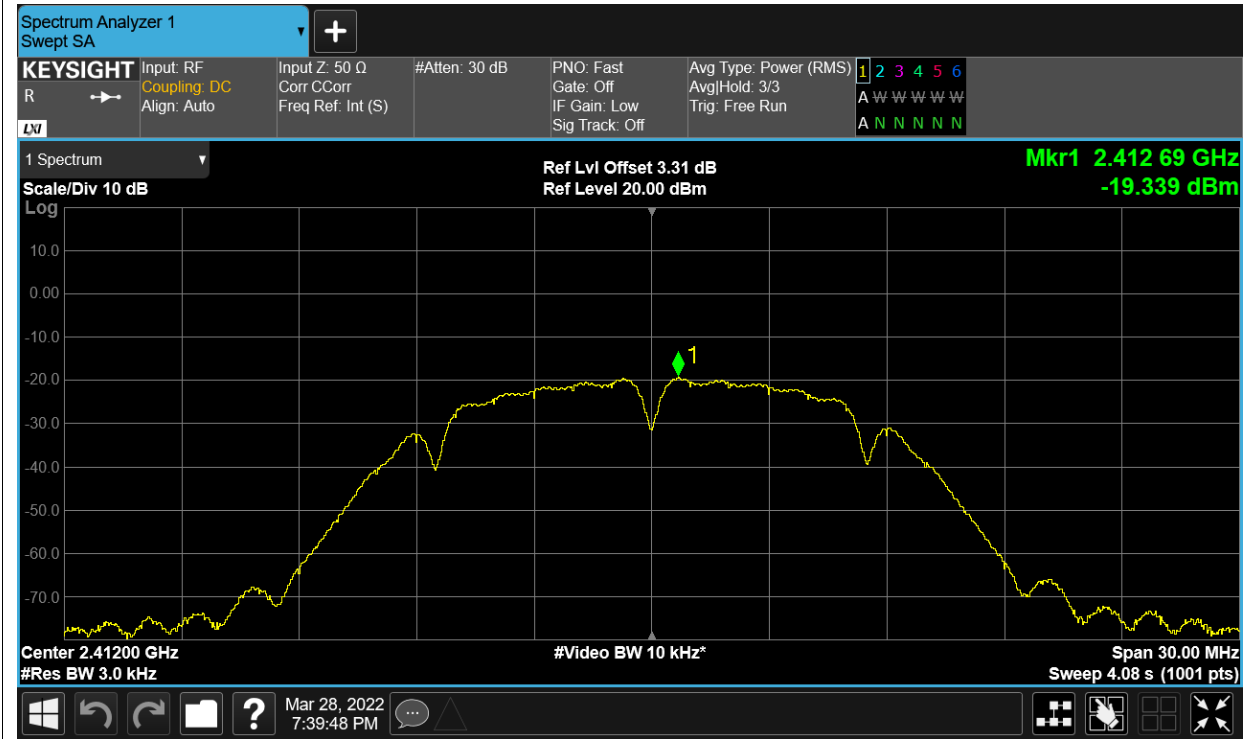 Spectrum Analyzer 1
Swept SA
KEYSIGHT
R
LXI
Input: RF
Coupling: DC
Align: Auto
Input Z: 50 Ω
Corr CCorr
Freq Ref: Int (S)
#Atten: 30 dB
PNO: Fast
Gate: Off
IF Gain: Low
Sig Track: Off
Avg Type: Power (RMS)
Avg|Hold: 3/3
Trig: Free Run
1 2 3 4 5 6
A W W W W W
A N N N N N
1 Spectrum
Scale/Div 10 dB
Log
Ref Lvl Offset 3.31 dB
Ref Level 20.00 dBm
Mkr1 2.412 69 GHz
-19.339 dBm
10.0
0.00
-10.0
1
-20.0
-30.0
-40.0
-50.0
-60.0
-70.0
Center 2.41200 GHz
#Res BW 3.0 kHz
#Video BW 10 kHz*
Span 30.00 MHz
Sweep 4.08 s (1001 pts)
?
Mar 28, 2022
7:39:48 PM